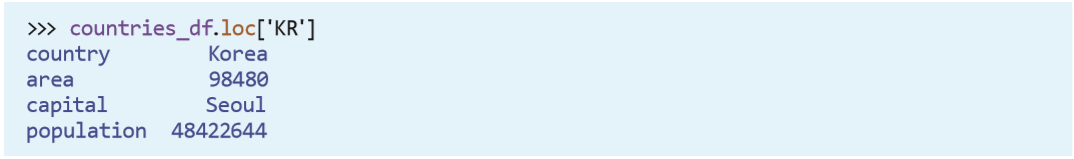 >>> countries_df.loc['KR']
country        Korea
area           98480
capital        Seoul
population  48422644